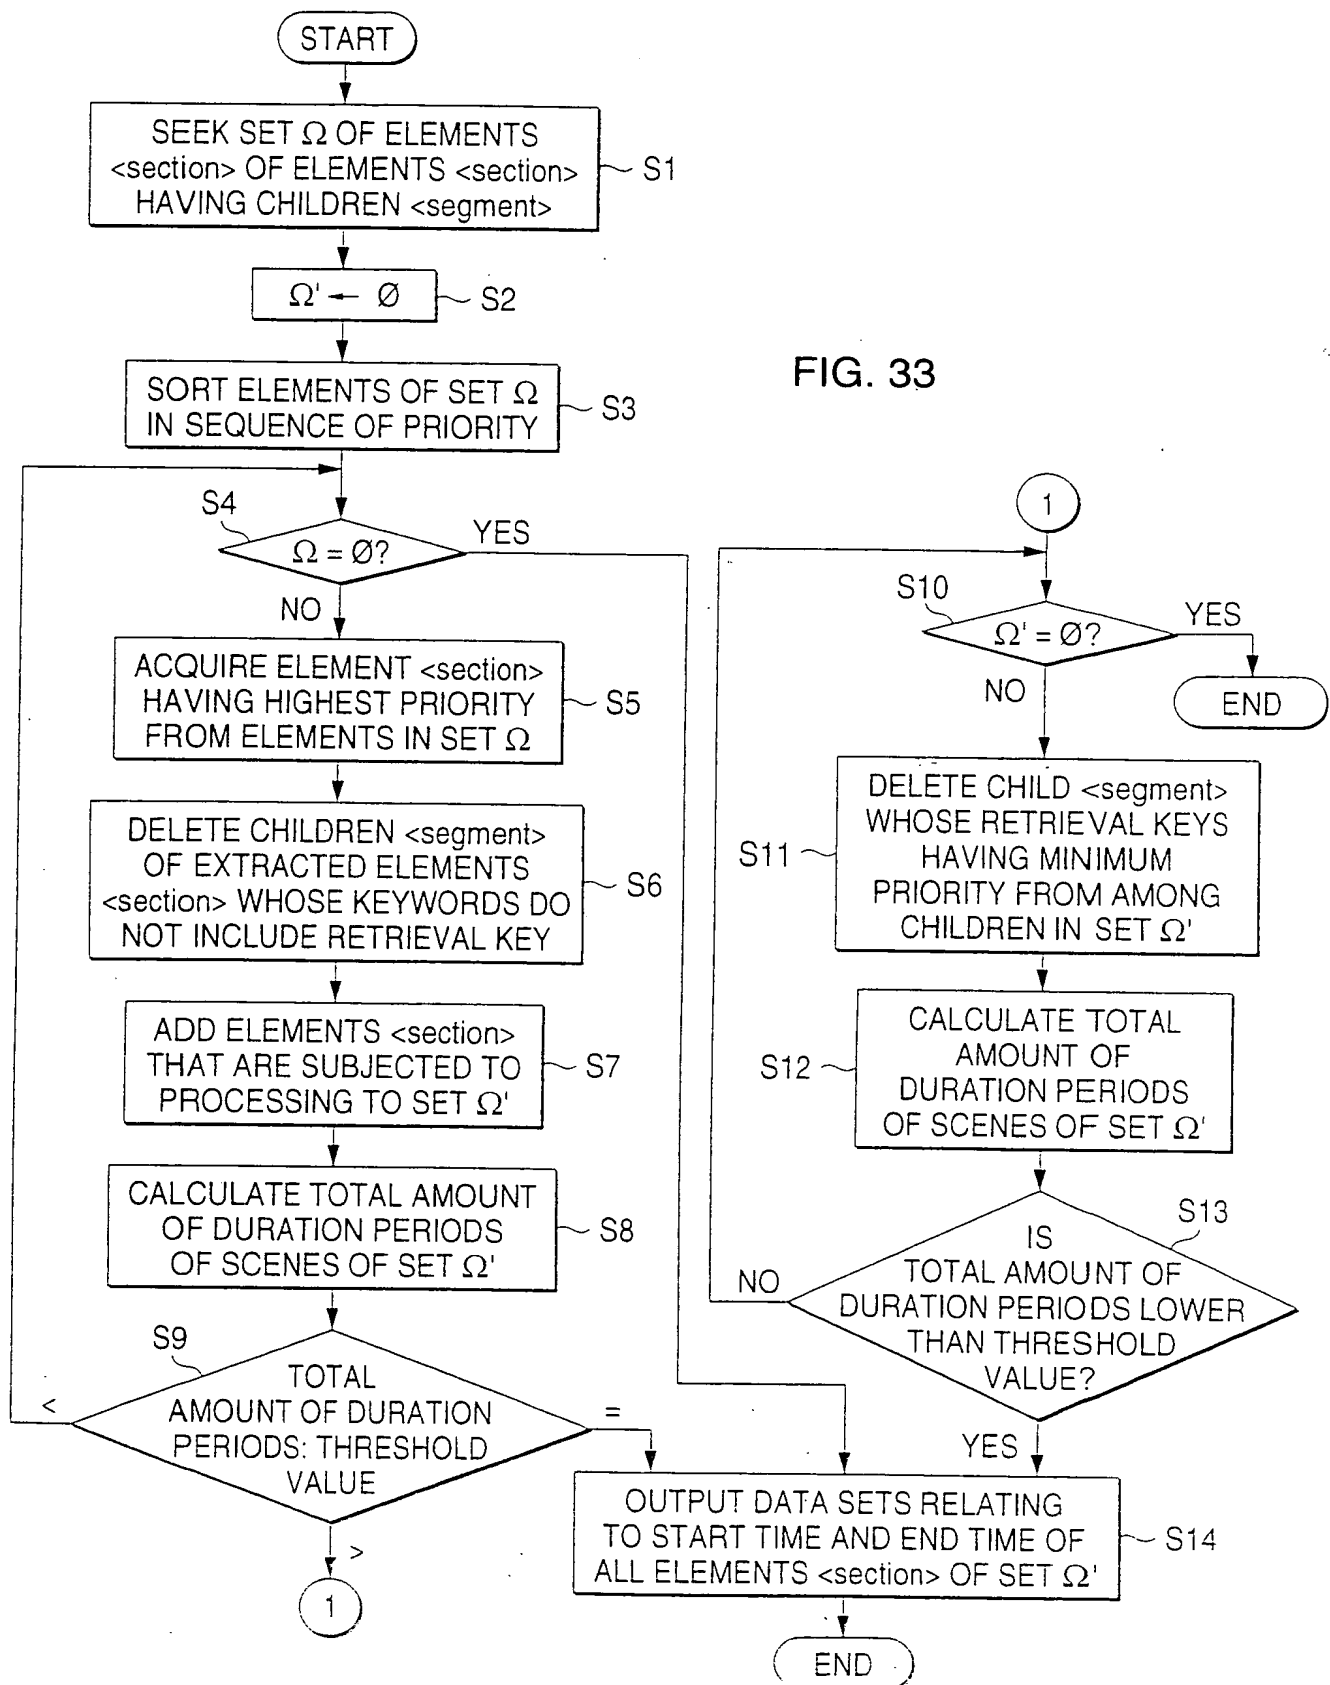 START
SEEK SET Ω OF ELEMENTS
<section> OF ELEMENTS <section>
HAVING CHILDREN <segment>
S1
Ω' ← Ø
S2
SORT ELEMENTS OF SET Ω
IN SEQUENCE OF PRIORITY
S3
FIG. 33
S4
Ω = Ø?
YES
NO
ACQUIRE ELEMENT <section>
HAVING HIGHEST PRIORITY
FROM ELEMENTS IN SET Ω
S5
DELETE CHILDREN <segment>
OF EXTRACTED ELEMENTS
<section> WHOSE KEYWORDS DO
NOT INCLUDE RETRIEVAL KEY
S6
ADD ELEMENTS <section>
THAT ARE SUBJECTED TO
PROCESSING TO SET Ω'
S7
CALCULATE TOTAL AMOUNT
OF DURATION PERIODS
OF SCENES OF SET Ω'
S8
S9
TOTAL
AMOUNT OF DURATION
PERIODS: THRESHOLD
VALUE
<
=
>
1
1
S10
Ω' = Ø?
YES
END
NO
DELETE CHILD <segment>
WHOSE RETRIEVAL KEYS
HAVING MINIMUM
PRIORITY FROM AMONG
CHILDREN IN SET Ω'
S11
CALCULATE TOTAL
AMOUNT OF
DURATION PERIODS
OF SCENES OF SET Ω'
S12
S13
IS
TOTAL AMOUNT OF
DURATION PERIODS LOWER
THAN THRESHOLD
VALUE?
NO
YES
OUTPUT DATA SETS RELATING
TO START TIME AND END TIME OF
ALL ELEMENTS <section> OF SET Ω'
S14
END